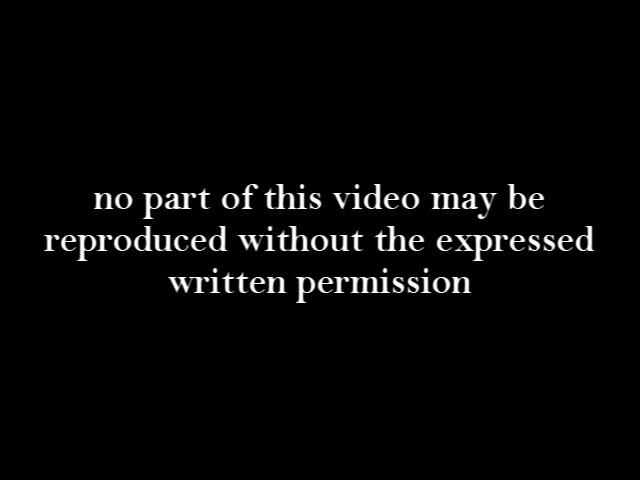 no part of this video may be
reproduced without the expressed
written permission